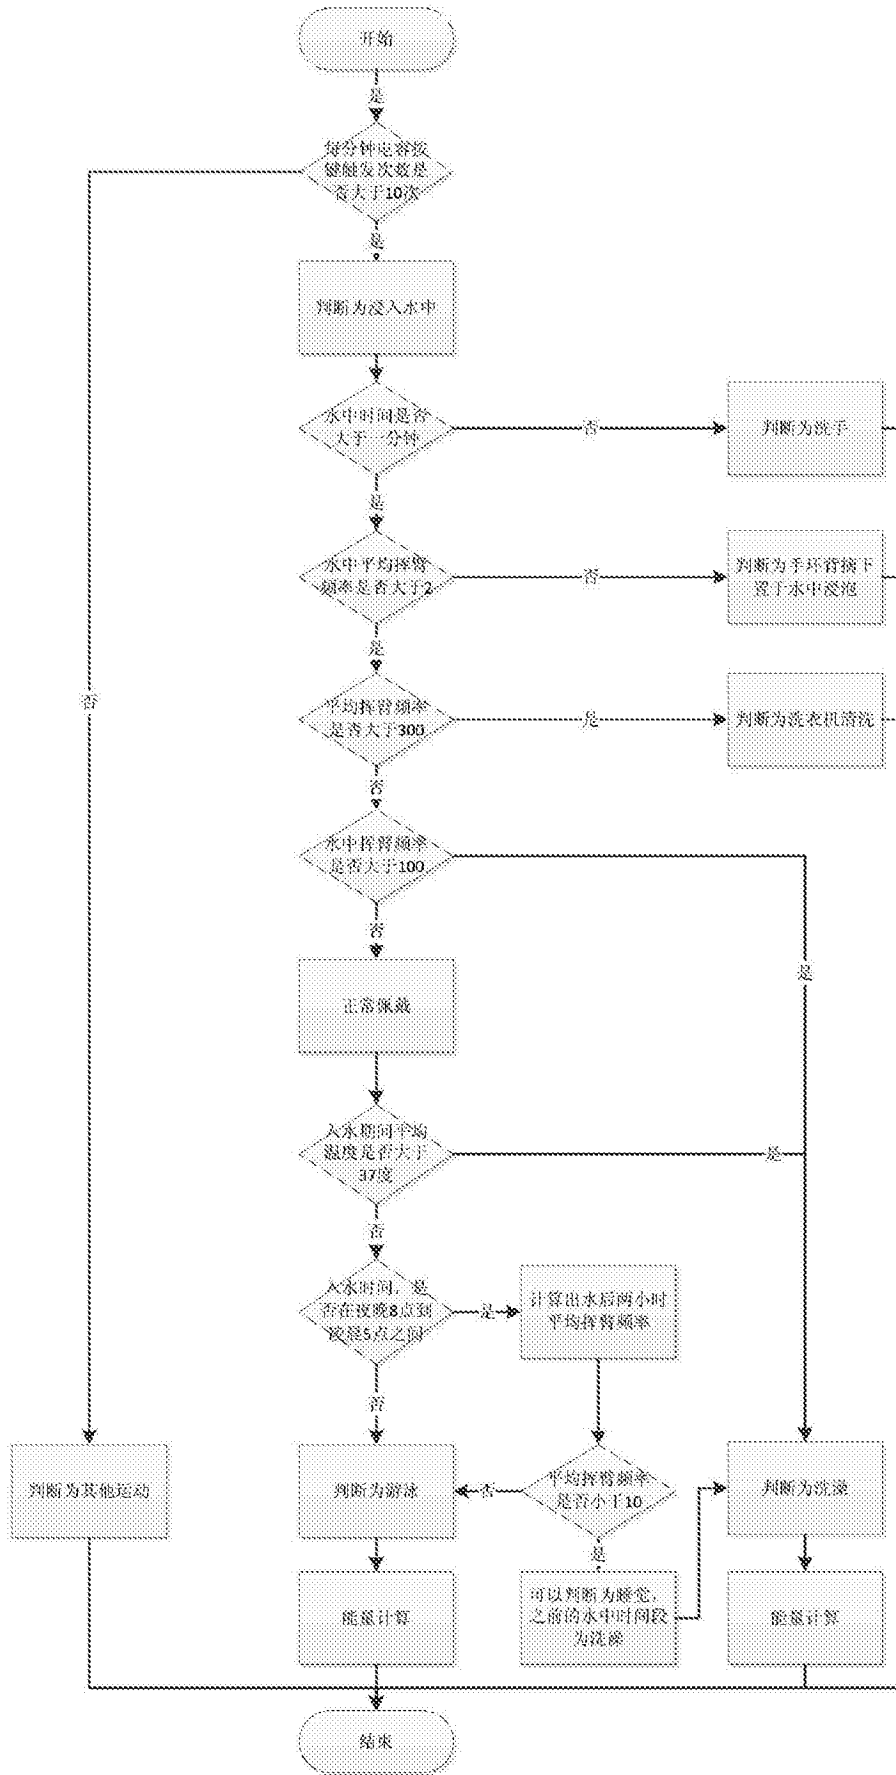 开始
是
每分钟电容按
键触发次数是
否大于10次
是
判断为浸入水中
水中时间是否
大于一分钟
否
判断为洗手
是
水中平均挥臂
频率是否大于2
否
判断为手环背摘下
置于水中浸泡
是
平均挥臂频率
是否大于300
是
判断为洗衣机清洗
否
否
水中挥臂频率
是否大于100
否
是
正常佩戴
入水期间平均
温度是否大于
37度
是
否
入水时间，是
否在夜晚8点到
凌晨5点之间
是
计算出水后两小时
平均挥臂频率
否
判断为其他运动
判断为游泳
否
平均挥臂频率
是否小于10
判断为洗澡
是
能量计算
可以判断为睡觉，
之前的水中时间段
为洗澡
能量计算
结束